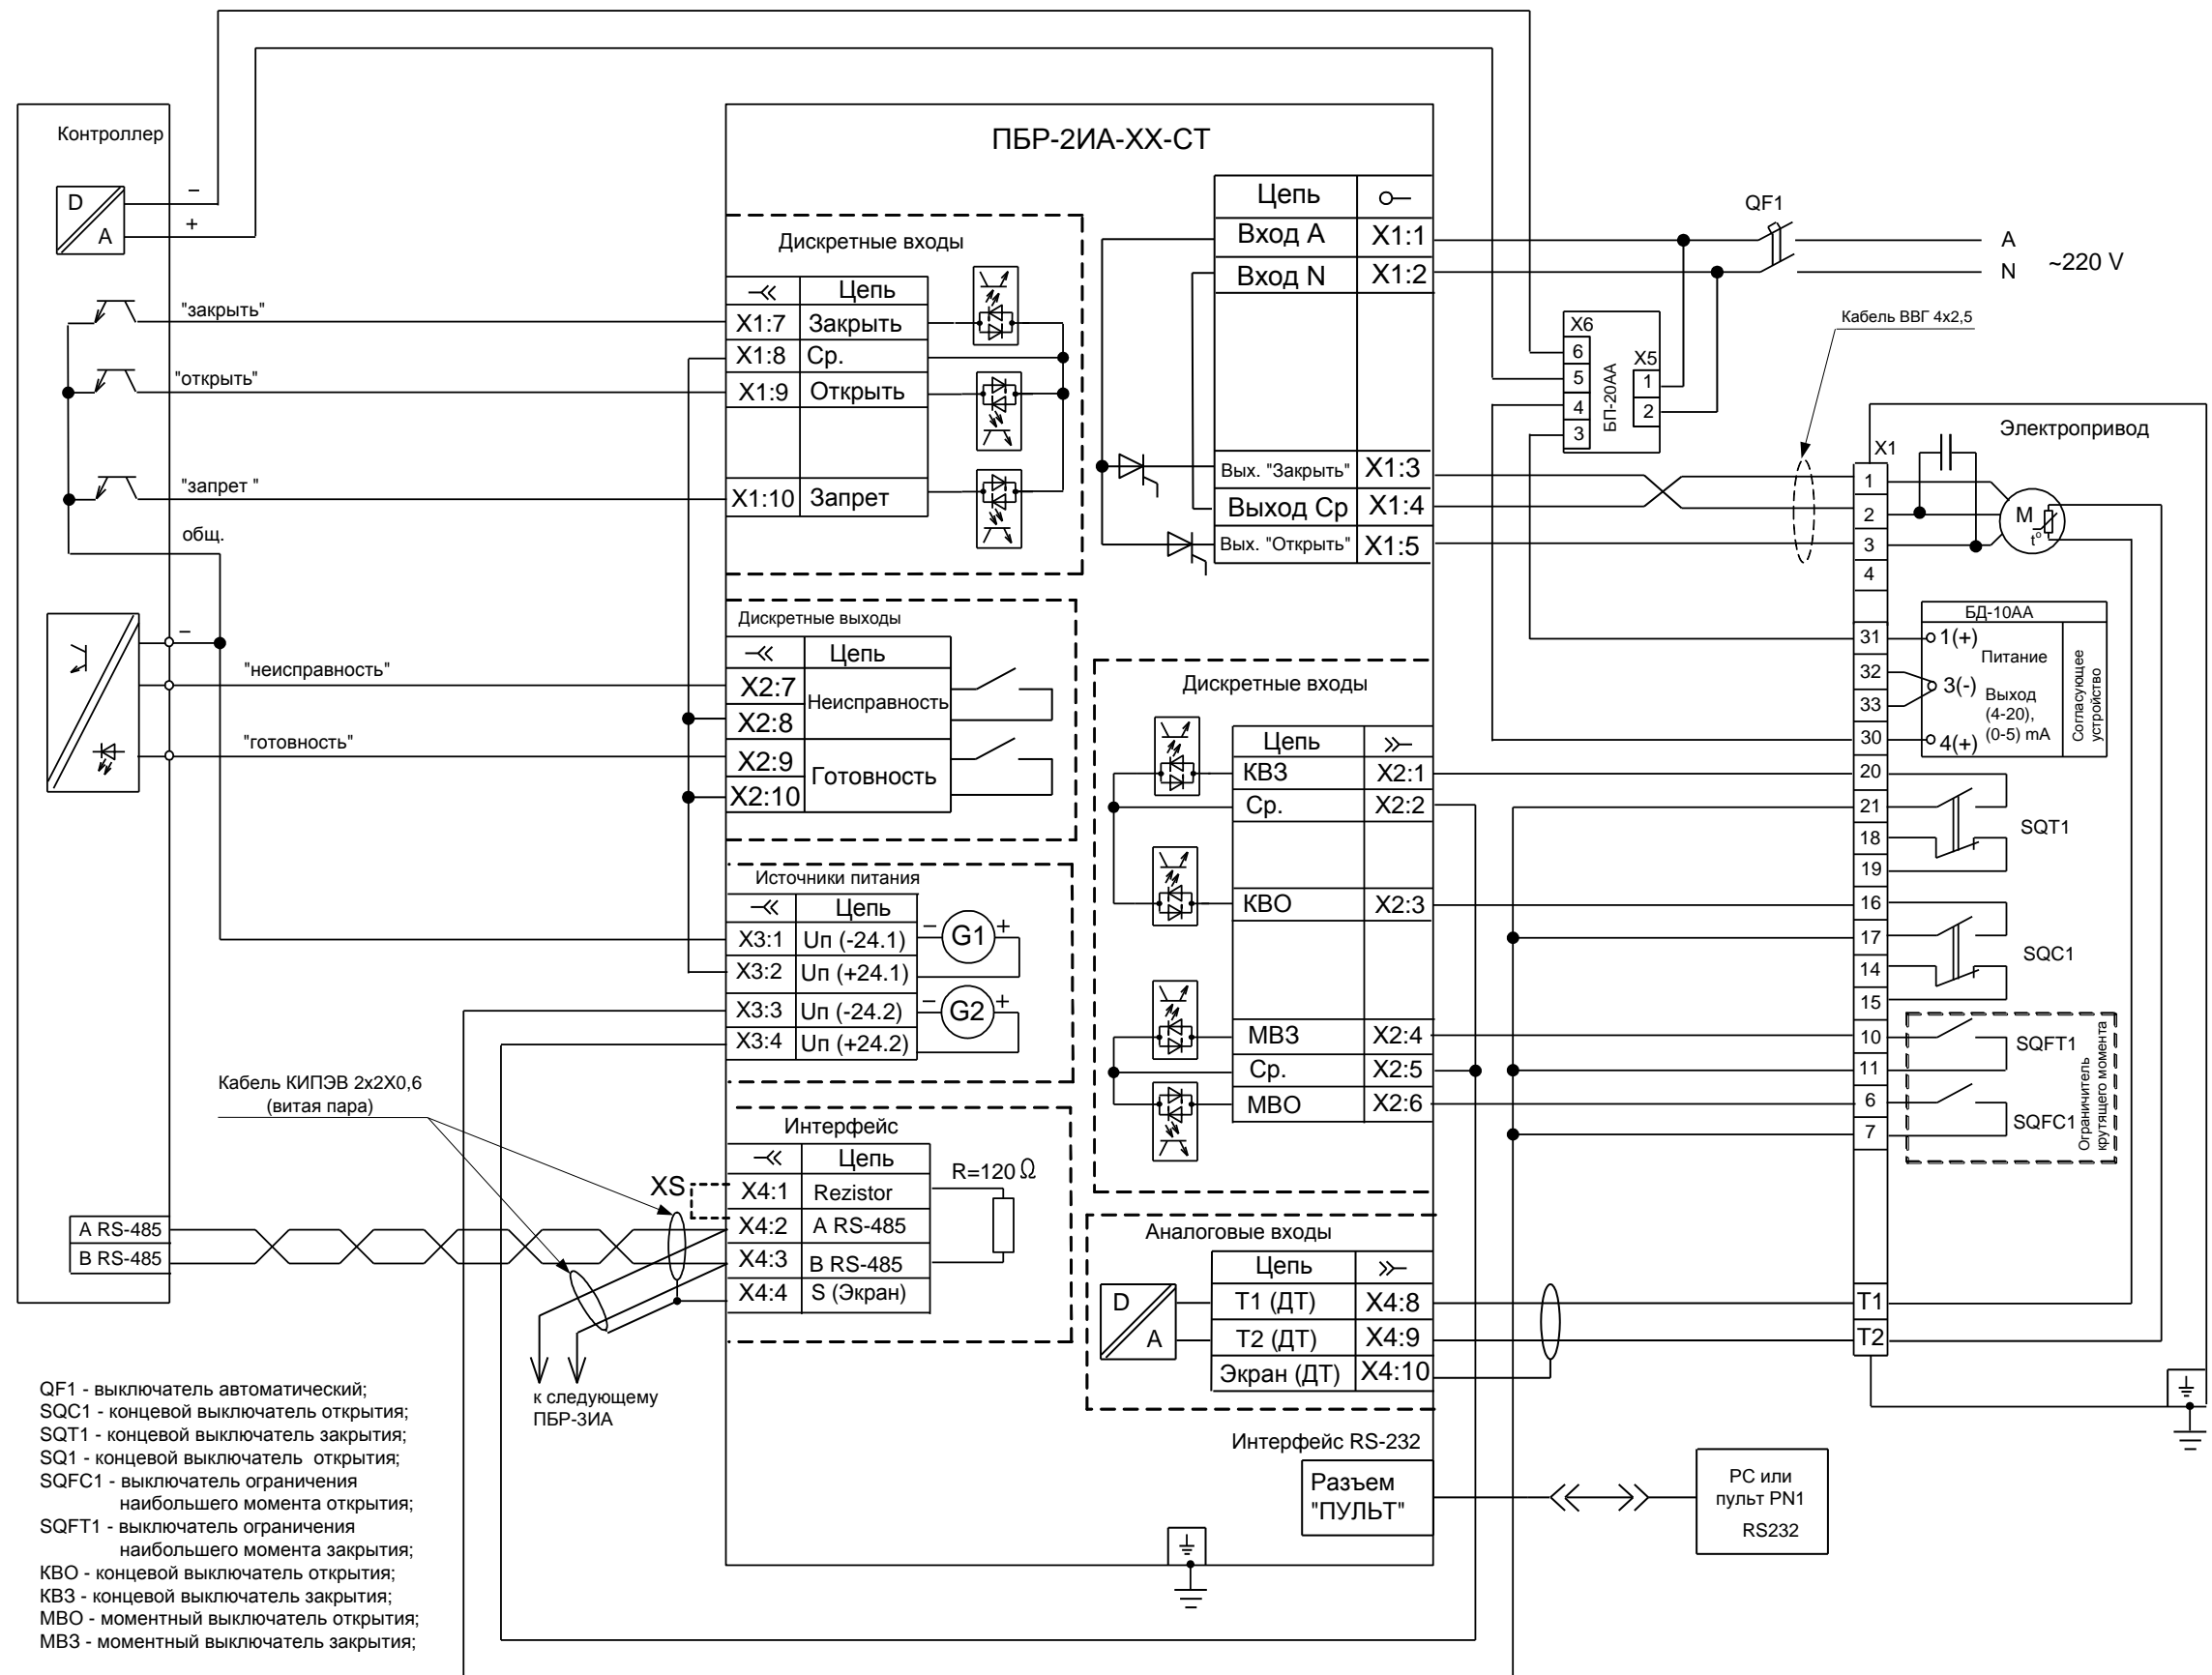 Контроллер
D
A
−
+
"закрыть"
"открыть"
"запрет "
общ.
−
"неисправность"
"готовность"
A RS-485
B RS-485
Кабель КИПЭВ 2x2X0,6
(витая пара)
XS
к следующему
ПБР-3ИА
ПБР-2ИА-ХХ-СТ
Дискретные входы
Цепь
X1:7 Закрыть
X1:8 Ср.
X1:9 Открыть
X1:10 Запрет
Дискретные выходы
Цепь
X2:7
Неисправность
X2:8
X2:9
Готовность
X2:10
Источники питания
Цепь
X3:1 Uп (-24.1)
− G1 +
X3:2 Uп (+24.1)
X3:3 Uп (-24.2)
− G2 +
X3:4 Uп (+24.2)
Интерфейс
Цепь
X4:1 Rezistor
X4:2 A RS-485
X4:3 B RS-485
X4:4 S (Экран)
R=120 Ω
Цепь
Вход А X1:1
Вход N X1:2
Вых. "Закрыть" X1:3
Выход Ср X1:4
Вых. "Открыть" X1:5
Дискретные входы
Цепь
КВЗ X2:1
Ср. X2:2
КВО X2:3
МВЗ X2:4
Ср. X2:5
МВО X2:6
Аналоговые входы
D
A
Цепь
Т1 (ДТ) X4:8
Т2 (ДТ) X4:9
Экран (ДТ) X4:10
Интерфейс RS-232
Разъем
"ПУЛЬТ"
РС или
пульт PN1
RS232
QF1
A
N
~220 V
Кабель ВВГ 4x2,5
X6
6
5
4
3
БП-20АА
X5
1
2
Электропривод
X1
1
2
3
4
31
32
33
30
20
21
18
19
16
17
14
15
10
11
6
7
T1
T2
M
t°
БД-10АА
1(+)
Питание
3(-)
Выход
(4-20),
(0-5) mA
4(+)
Согласующее
устройство
SQT1
SQC1
SQFT1
SQFC1
Ограничитель
крутящего момента
QF1 - выключатель автоматический;
SQC1 - концевой выключатель открытия;
SQT1 - концевой выключатель закрытия;
SQ1 - концевой выключатель открытия;
SQFC1 - выключатель ограничения
наибольшего момента открытия;
SQFT1 - выключатель ограничения
наибольшего момента закрытия;
КВО - концевой выключатель открытия;
КВЗ - концевой выключатель закрытия;
МВО - моментный выключатель открытия;
МВЗ - моментный выключатель закрытия;